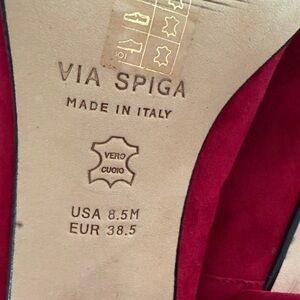 VIA SPIGA
MADE IN ITALY
VERO
CUOIO
USA 8.5M
EUR 38.5